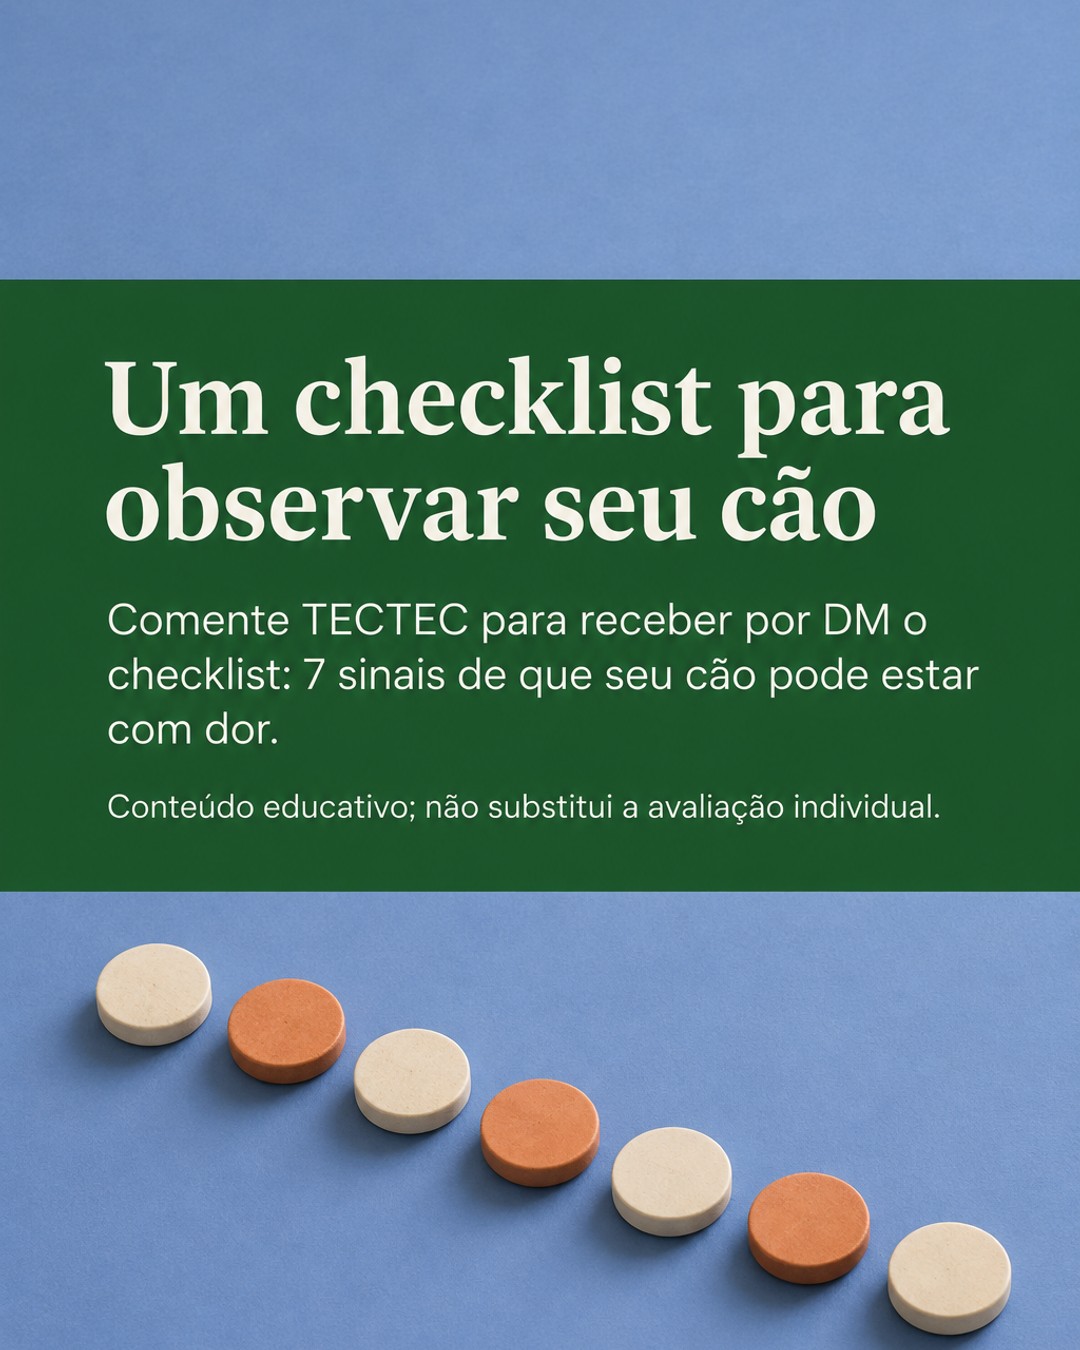 Um checklist para
observar seu cão
Comente TECTEC para receber por DM o
checklist: 7 sinais de que seu cão pode estar
com dor.
Conteúdo educativo; não substitui a avaliação individual.